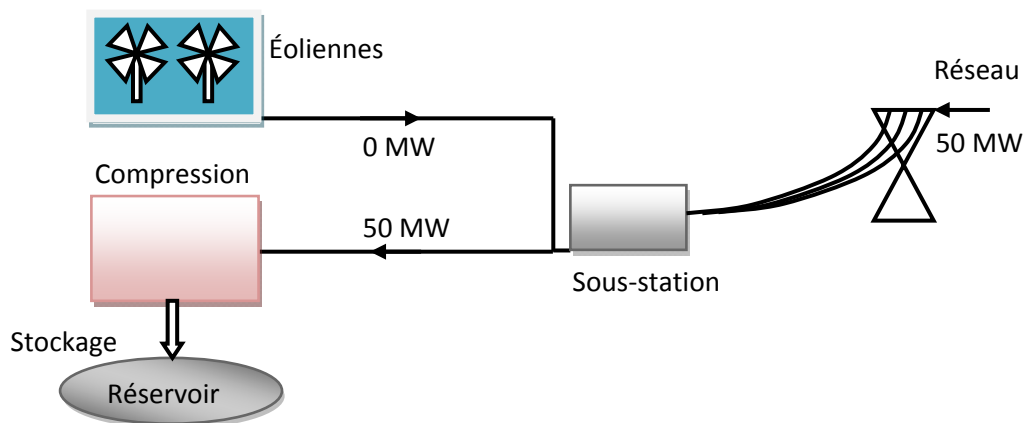 Éoliennes
Réseau
0 MW
50 MW
Compression
50 MW
Sous-station
Stockage
Réservoir